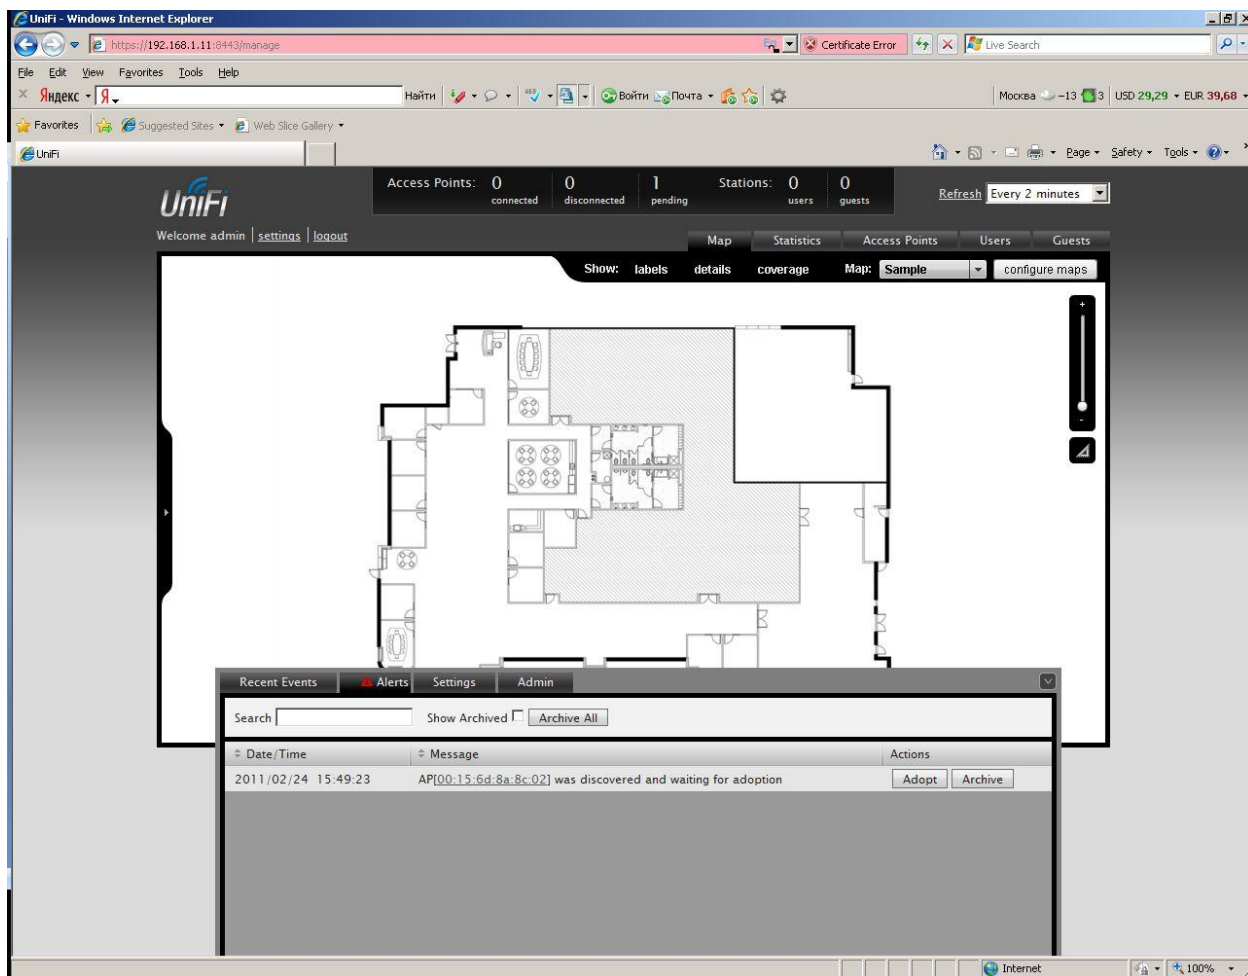 UniFi - Windows Internet Explorer
https://192.168.1.11:8443/manage
Certificate Error
Live Search
File Edit View Favorites Tools Help
Яндекс Я Найти Войти Почта Москва -13 3 USD 29,29 EUR 39,68
Favorites Suggested Sites Web Slice Gallery
UniFi Page Safety Tools
UniFi
Access Points: 0 connected 0 disconnected 1 pending Stations: 0 users 0 guests
Refresh Every 2 minutes
Welcome admin | settings | logout
Map Statistics Access Points Users Guests
Show: labels details coverage Map: Sample configure maps
Recent Events Alerts Settings Admin
Search Show Archived Archive All
Date/Time Message Actions
2011/02/24 15:49:23 AP[00:15:6d:8a:8c:02] was discovered and waiting for adoption Adopt Archive
Internet 100%